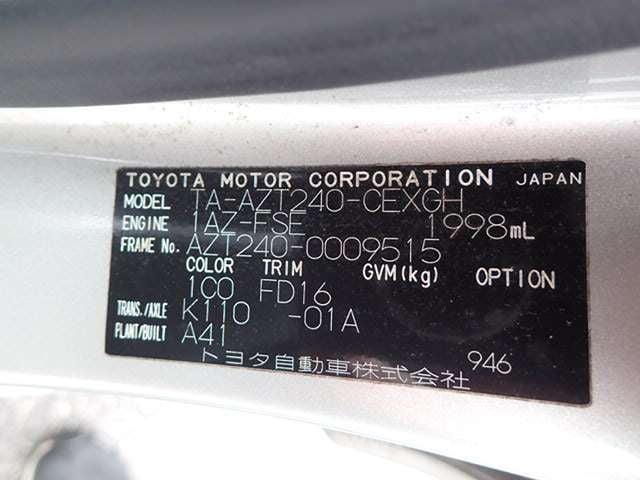 TOYOTA MOTOR CORPORATION JAPAN
MODEL TA-AZT240-CEXGH
ENGINE 1AZ-FSE 1998mL
FRAME No. AZT240-0009515
COLOR TRIM GVM(kg) OPTION
1C0 FD16
TRANS./AXLE K110 -01A
PLANT/BUILT A41
トヨタ自動車株式会社 946